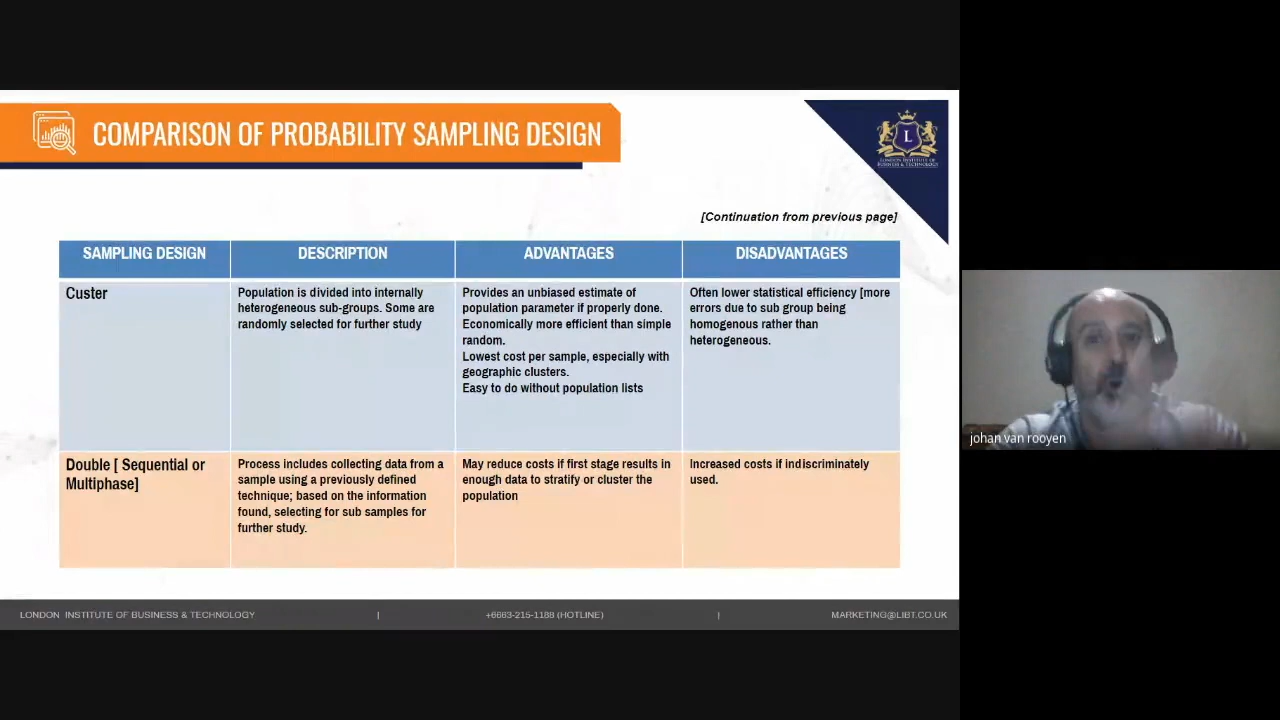 COMPARISON OF PROBABILITY SAMPLING DESIGN
L
LONDON INSTITUTE OF
BUSINESS & TECHNOLOGY
[Continuation from previous page]
SAMPLING DESIGN
DESCRIPTION
ADVANTAGES
DISADVANTAGES
Custer
Population is divided into internally
heterogeneous sub-groups. Some are
randomly selected for further study
Provides an unbiased estimate of
population parameter if properly done.
Economically more efficient than simple
random.
Lowest cost per sample, especially with
geographic clusters.
Easy to do without population lists
Often lower statistical efficiency [more
errors due to sub group being
homogenous rather than
heterogeneous.
Double [ Sequential or
Multiphase]
Process includes collecting data from a
sample using a previously defined
technique; based on the information
found, selecting for sub samples for
further study.
May reduce costs if first stage results in
enough data to stratify or cluster the
population
Increased costs if indiscriminately
used.
johan van rooyen
LONDON INSTITUTE OF BUSINESS & TECHNOLOGY
|
+6663-215-1188 (HOTLINE)
|
MARKETING@LIBT.CO.UK